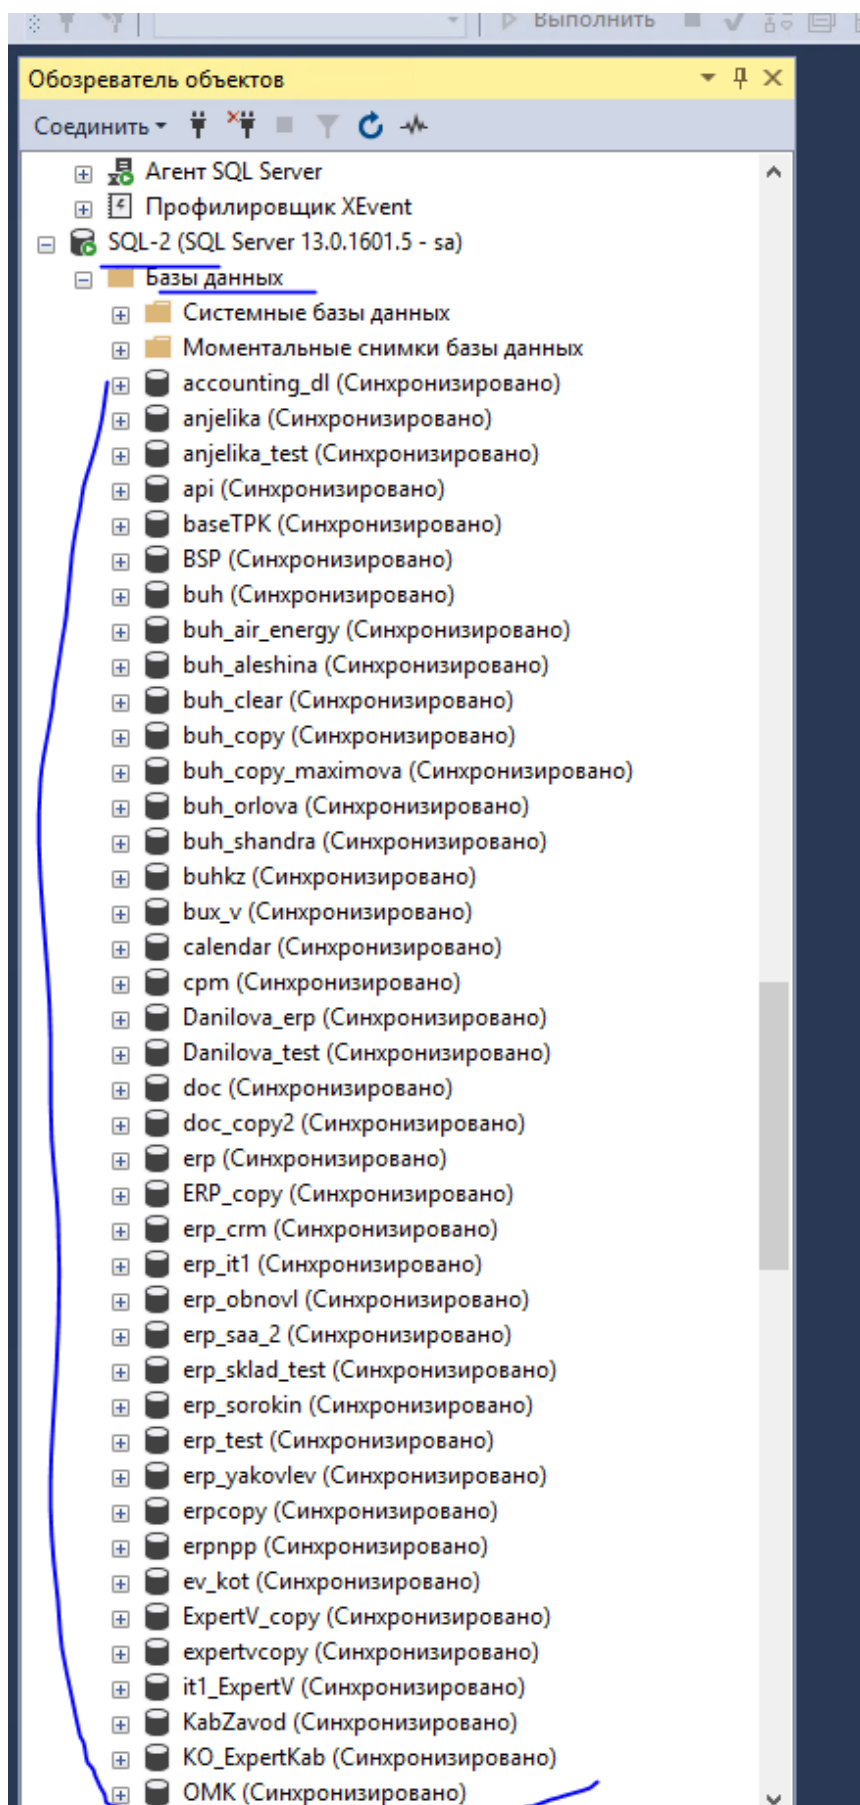 Выполнить
Обозреватель объектов
Соединить
Агент SQL Server
Профилировщик XEvent
SQL-2 (SQL Server 13.0.1601.5 - sa)
Базы данных
Системные базы данных
Моментальные снимки базы данных
accounting_dl (Синхронизировано)
anjelika (Синхронизировано)
anjelika_test (Синхронизировано)
api (Синхронизировано)
baseTPK (Синхронизировано)
BSP (Синхронизировано)
buh (Синхронизировано)
buh_air_energy (Синхронизировано)
buh_aleshina (Синхронизировано)
buh_clear (Синхронизировано)
buh_copy (Синхронизировано)
buh_copy_maximova (Синхронизировано)
buh_orlova (Синхронизировано)
buh_shandra (Синхронизировано)
buhkz (Синхронизировано)
bux_v (Синхронизировано)
calendar (Синхронизировано)
cpm (Синхронизировано)
Danilova_erp (Синхронизировано)
Danilova_test (Синхронизировано)
doc (Синхронизировано)
doc_copy2 (Синхронизировано)
erp (Синхронизировано)
ERP_copy (Синхронизировано)
erp_crm (Синхронизировано)
erp_it1 (Синхронизировано)
erp_obnovl (Синхронизировано)
erp_saa_2 (Синхронизировано)
erp_sklad_test (Синхронизировано)
erp_sorokin (Синхронизировано)
erp_test (Синхронизировано)
erp_yakovlev (Синхронизировано)
erpcopy (Синхронизировано)
erpnpp (Синхронизировано)
ev_kot (Синхронизировано)
ExpertV_copy (Синхронизировано)
expertvcopy (Синхронизировано)
it1_ExpertV (Синхронизировано)
KabZavod (Синхронизировано)
KO_ExpertKab (Синхронизировано)
OMK (Синхронизировано)